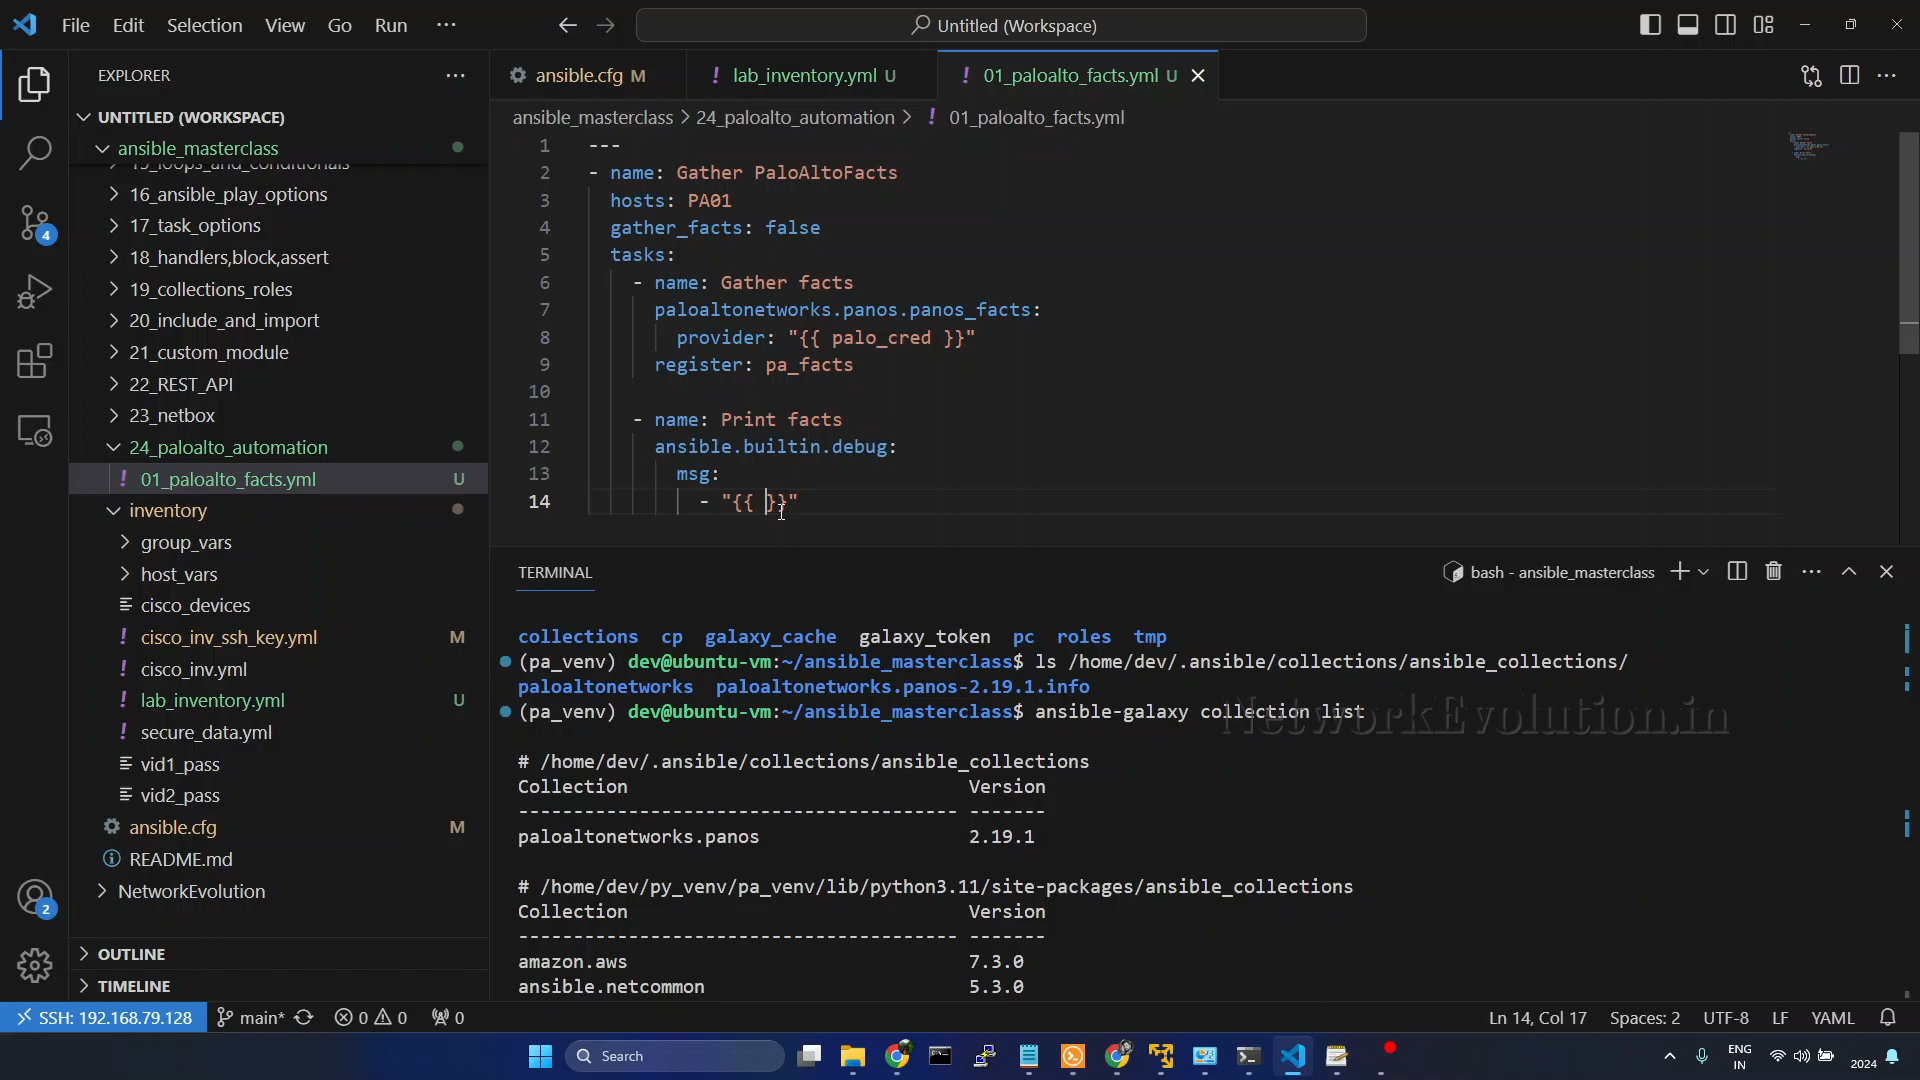 File Edit Selection View Go Run ···
Untitled (Workspace)
EXPLORER
UNTITLED (WORKSPACE)
ansible_masterclass
15_loops_and_conditionals
16_ansible_play_options
17_task_options
18_handlers,block,assert
19_collections_roles
20_include_and_import
21_custom_module
22_REST_API
23_netbox
24_paloalto_automation
! 01_paloalto_facts.yml U
inventory
group_vars
host_vars
cisco_devices
! cisco_inv_ssh_key.yml M
! cisco_inv.yml
! lab_inventory.yml U
! secure_data.yml
vid1_pass
vid2_pass
ansible.cfg M
README.md
NetworkEvolution
OUTLINE
TIMELINE
4
2
ansible.cfg M ! lab_inventory.yml U ! 01_paloalto_facts.yml U
ansible_masterclass > 24_paloalto_automation > ! 01_paloalto_facts.yml
1 ---
2 - name: Gather PaloAltoFacts
3 hosts: PA01
4 gather_facts: false
5 tasks:
6 - name: Gather facts
7 paloaltonetworks.panos.panos_facts:
8 provider: "{{ palo_cred }}"
9 register: pa_facts
10
11 - name: Print facts
12 ansible.builtin.debug:
13 msg:
14 - "{{ }}"
TERMINAL
bash - ansible_masterclass
collections cp galaxy_cache galaxy_token pc roles tmp
(pa_venv) dev@ubuntu-vm:~/ansible_masterclass$ ls /home/dev/.ansible/collections/ansible_collections/
paloaltonetworks paloaltonetworks.panos-2.19.1.info
(pa_venv) dev@ubuntu-vm:~/ansible_masterclass$ ansible-galaxy collection list
NetworkEvolution.in
# /home/dev/.ansible/collections/ansible_collections
Collection Version
---------------------------------------- -------
paloaltonetworks.panos 2.19.1
# /home/dev/py_venv/pa_venv/lib/python3.11/site-packages/ansible_collections
Collection Version
---------------------------------------- -------
amazon.aws 7.3.0
ansible.netcommon 5.3.0
SSH: 192.168.79.128 main* 0 0 0
Ln 14, Col 17 Spaces: 2 UTF-8 LF YAML
Search
ENG
IN
2024